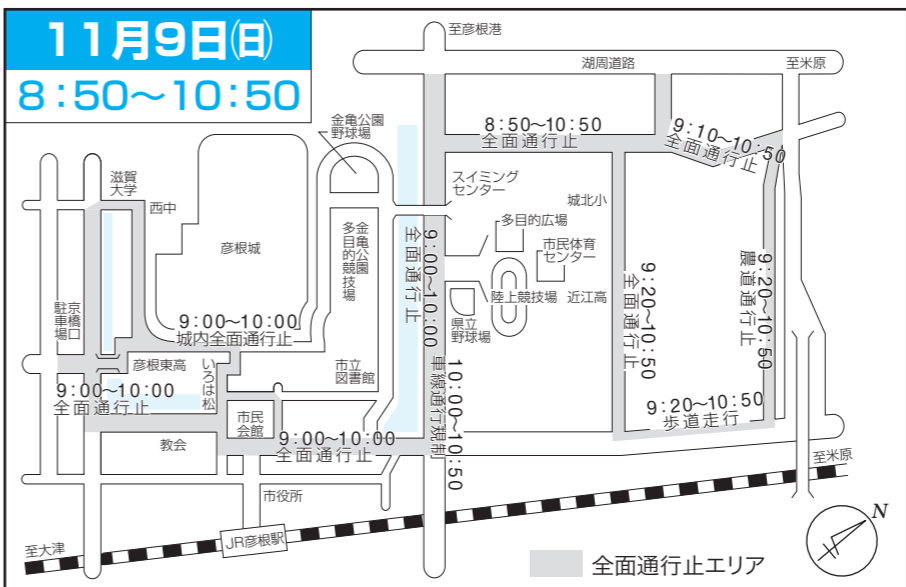 11月9日(日)
8:50〜10:50
至彦根港
湖周道路
至米原
金亀公園
野球場
8:50〜10:50
全面通行止
9:10〜10:50
全面通行止
滋賀
大学
西中
スイミング
センター
城北小
多目的広場
彦根城
金亀公園
多目的競技場
市民体育
センター
9:00〜10:00
全面通行止
9:20〜10:50
全面通行止
9:20〜10:50
農道通行止
陸上競技場
近江高
県立
野球場
京橋口
駐車場
9:00〜10:00
城内全面通行止
彦根東高
いろは松
市立
図書館
9:00〜10:00
全面通行止
10:00〜10:50
車線通行規制
9:20〜10:50
歩道走行
市民
会館
9:00〜10:00
全面通行止
教会
至米原
市役所
JR彦根駅
至大津
N
全面通行止エリア